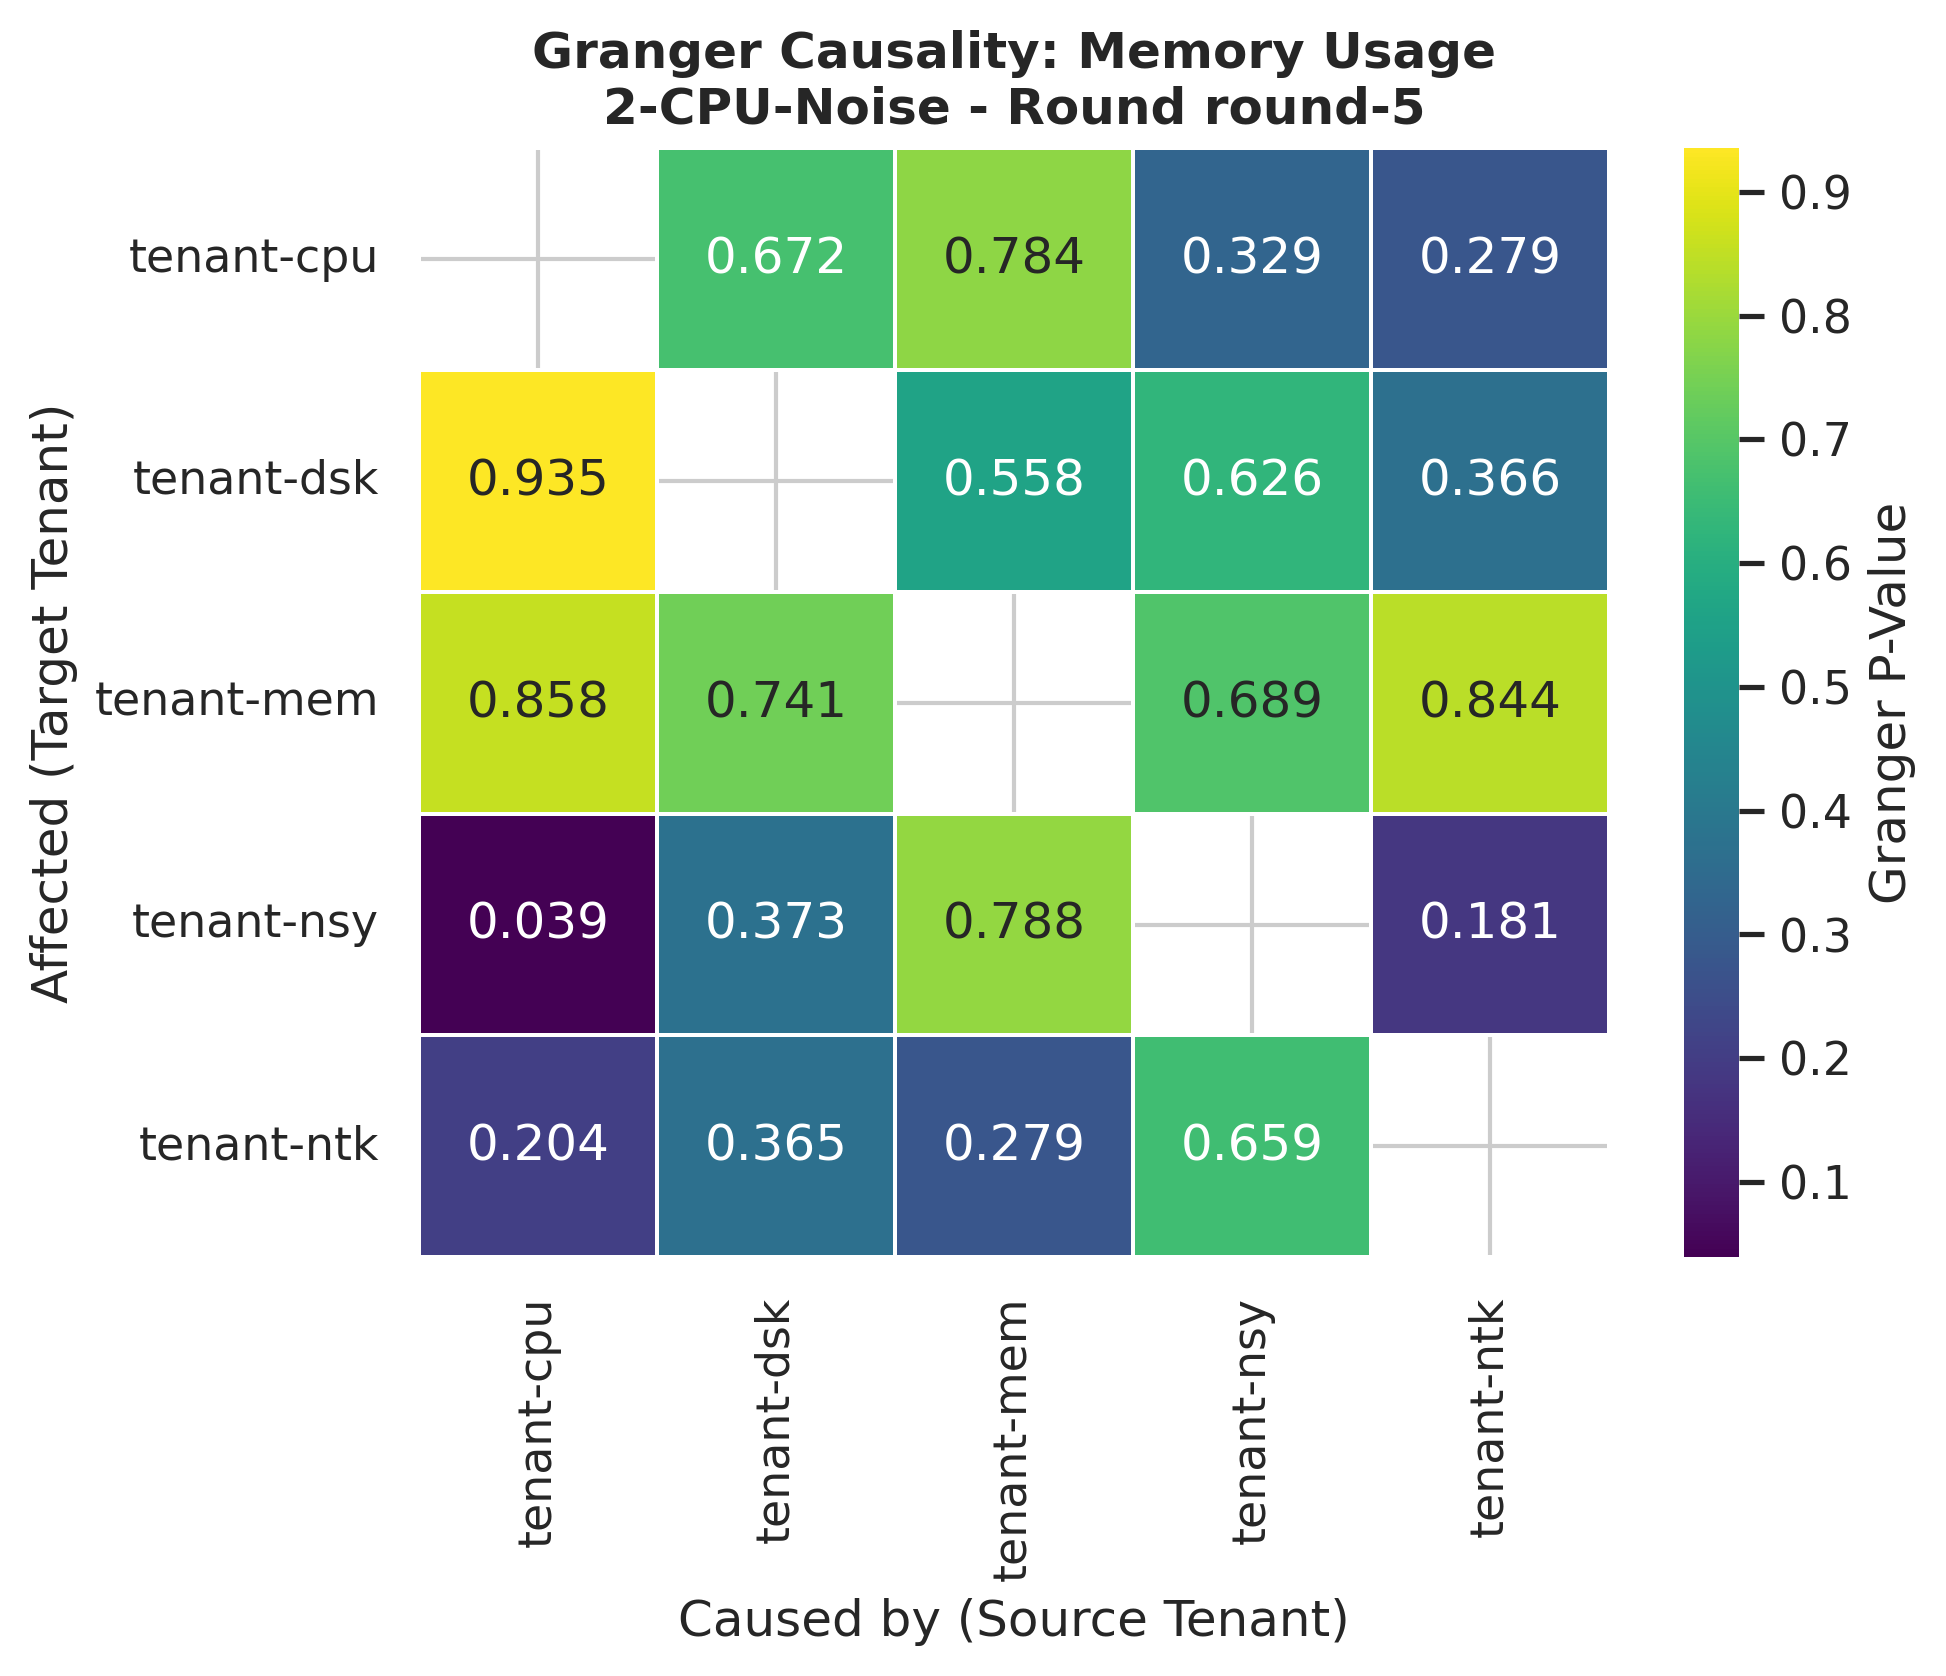 Granger Causality: Memory Usage
2-CPU-Noise - Round round-5
Affected (Target Tenant)
tenant-cpu
0.672 0.784 0.329 0.279
tenant-dsk
0.935 0.558 0.626 0.366
tenant-mem
0.858 0.741 0.689 0.844
tenant-nsy
0.039 0.373 0.788 0.181
tenant-ntk
0.204 0.365 0.279 0.659
tenant-cpu
tenant-dsk
tenant-mem
tenant-nsy
tenant-ntk
Caused by (Source Tenant)
0.9
0.8
0.7
0.6
0.5
0.4
0.3
0.2
0.1
Granger P-Value